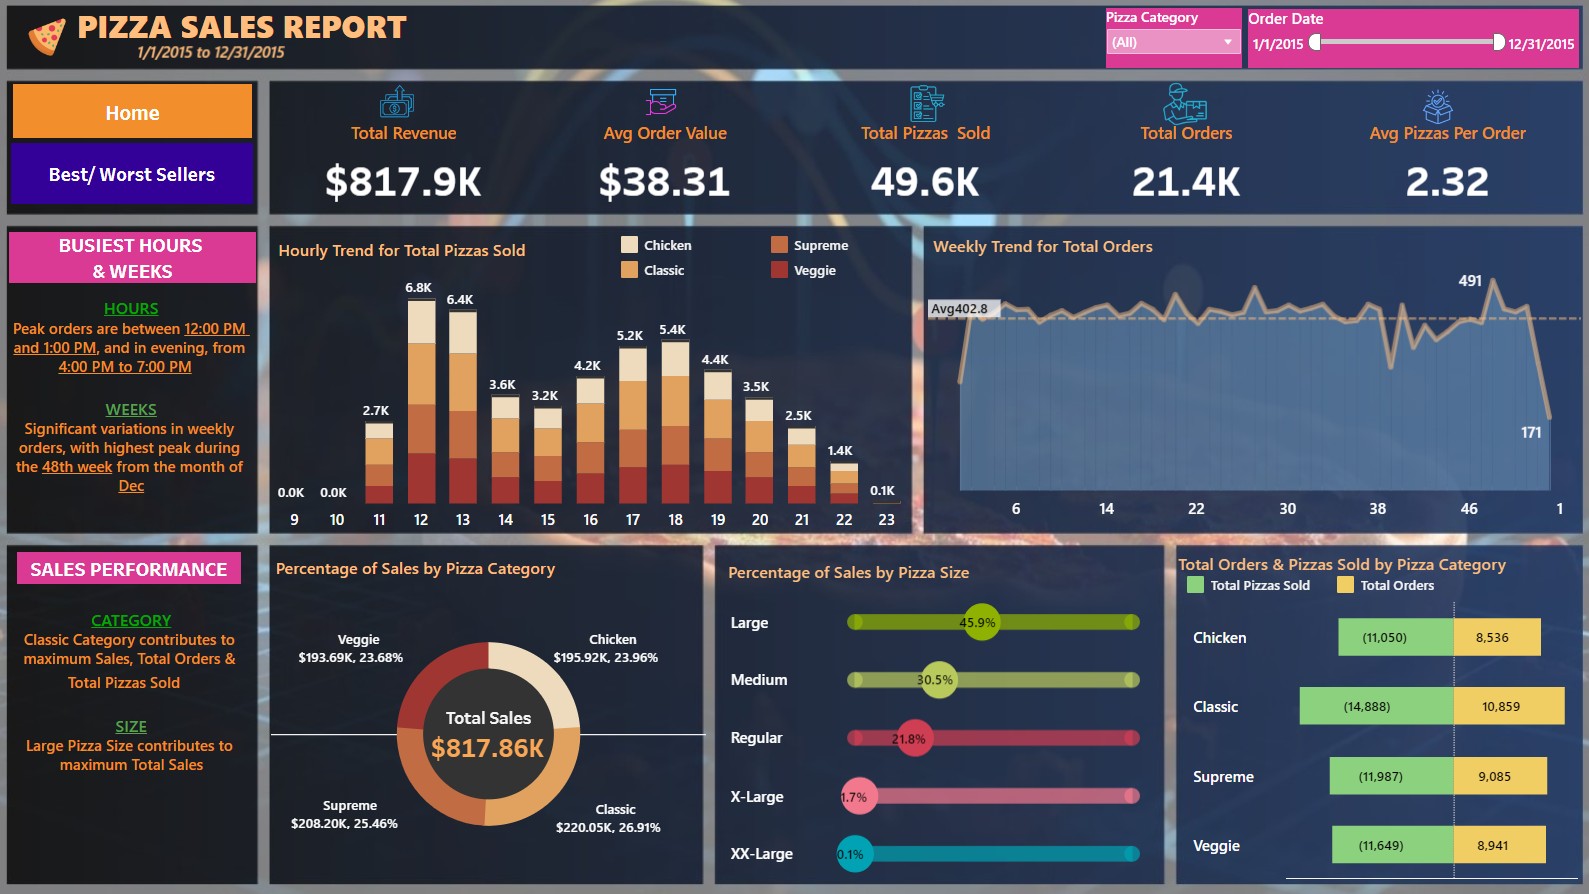 PIZZA SALES REPORT
1/1/2015 to 12/31/2015
Pizza Category
(All)
Order Date
1/1/2015
12/31/2015
Home
Best/ Worst Sellers
Total Revenue
$817.9K
Avg Order Value
$38.31
Total Pizzas Sold
49.6K
Total Orders
21.4K
Avg Pizzas Per Order
2.32
BUSIEST HOURS
& WEEKS
HOURS
Peak orders are between 12:00 PM
and 1:00 PM, and in evening, from
4:00 PM to 7:00 PM
WEEKS
Significant variations in weekly
orders, with highest peak during
the 48th week from the month of
Dec
Hourly Trend for Total Pizzas Sold
Chicken
Supreme
Classic
Veggie
0.0K
0.0K
2.7K
6.8K
6.4K
3.6K
3.2K
4.2K
5.2K
5.4K
4.4K
3.5K
2.5K
1.4K
0.1K
9 10 11 12 13 14 15 16 17 18 19 20 21 22 23
Weekly Trend for Total Orders
Avg402.8
491
171
6 14 22 30 38 46 1
SALES PERFORMANCE
CATEGORY
Classic Category contributes to
maximum Sales, Total Orders &
Total Pizzas Sold
SIZE
Large Pizza Size contributes to
maximum Total Sales
Percentage of Sales by Pizza Category
Veggie
$193.69K, 23.68%
Chicken
$195.92K, 23.96%
Total Sales
$817.86K
Supreme
$208.20K, 25.46%
Classic
$220.05K, 26.91%
Percentage of Sales by Pizza Size
Large 45.9%
Medium 30.5%
Regular 21.8%
X-Large 1.7%
XX-Large 0.1%
Total Orders & Pizzas Sold by Pizza Category
Total Pizzas Sold
Total Orders
Chicken (11,050) 8,536
Classic (14,888) 10,859
Supreme (11,987) 9,085
Veggie (11,649) 8,941